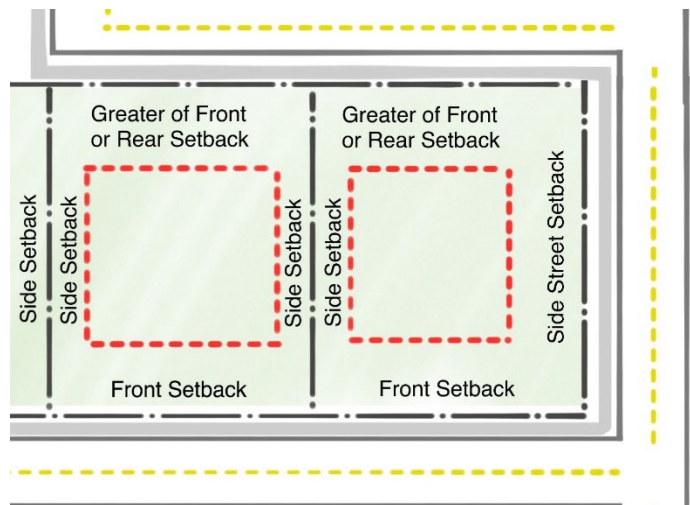 Greater of Front
or Rear Setback
Greater of Front
or Rear Setback
Side Setback
Side Setback
Side Setback
Side Setback
Side Street Setback
Front Setback
Front Setback